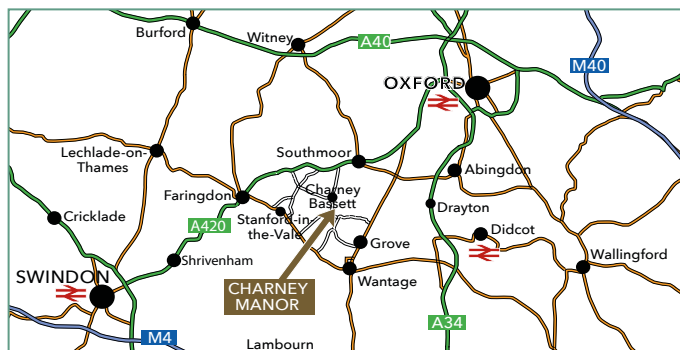 Burford
Witney
A40
M40
OXFORD
Lechlade-on-
Thames
Southmoor
Abingdon
Faringdon
Charney
Bassett
Cricklade
A420
Stanford-in-
the-Vale
Drayton
Didcot
Grove
Wallingford
Shrivenham
SWINDON
CHARNEY
MANOR
Wantage
A34
M4
Lambourn